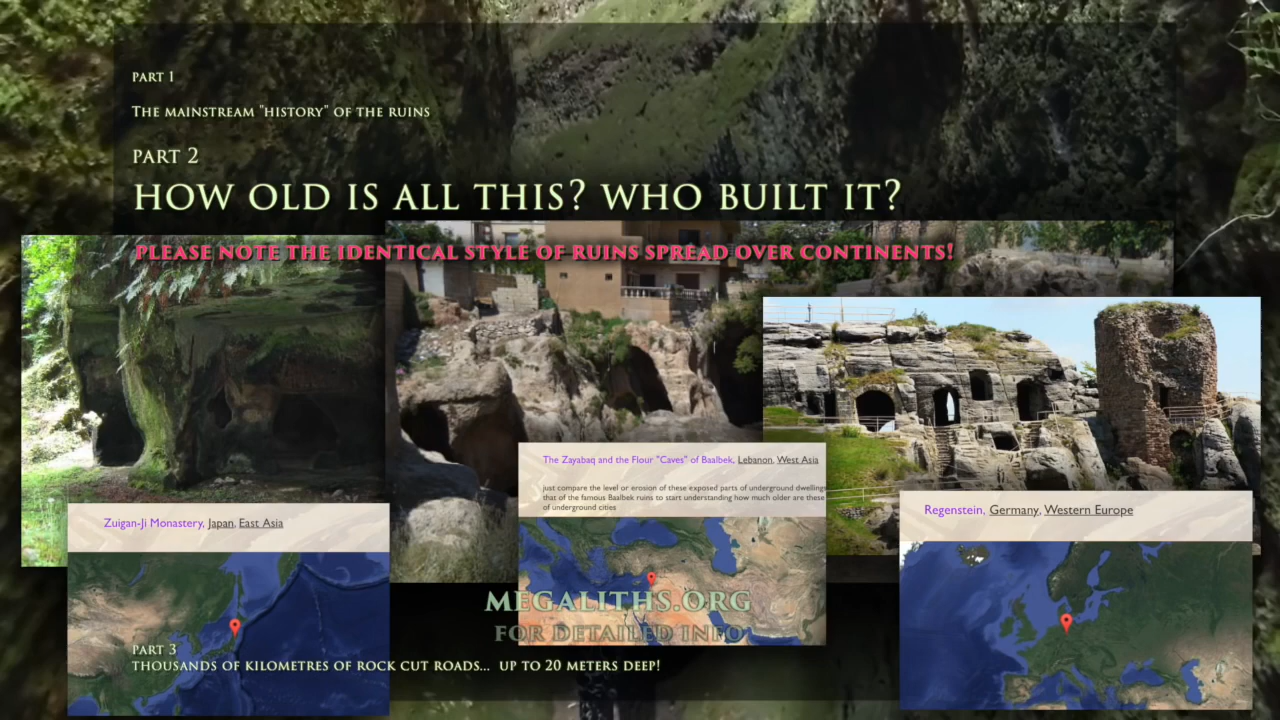 PART 1
THE MAINSTREAM "HISTORY" OF THE RUINS
PART 2
HOW OLD IS ALL THIS? WHO BUILT IT?
PLEASE NOTE THE IDENTICAL STYLE OF RUINS SPREAD OVER CONTINENTS!
The Zayabaq and the Flour "Caves" of Baalbek, Lebanon, West Asia
just compare the level or erosion of these exposed parts of underground dwellings
that of the famous Baalbek ruins to start understanding how much older are these
of underground cities
Zuigan-Ji Monastery, Japan, East Asia
Regenstein, Germany, Western Europe
MEGALITHS.ORG
FOR DETAILED INFO
PART 3
THOUSANDS OF KILOMETRES OF ROCK CUT ROADS... UP TO 20 METERS DEEP!